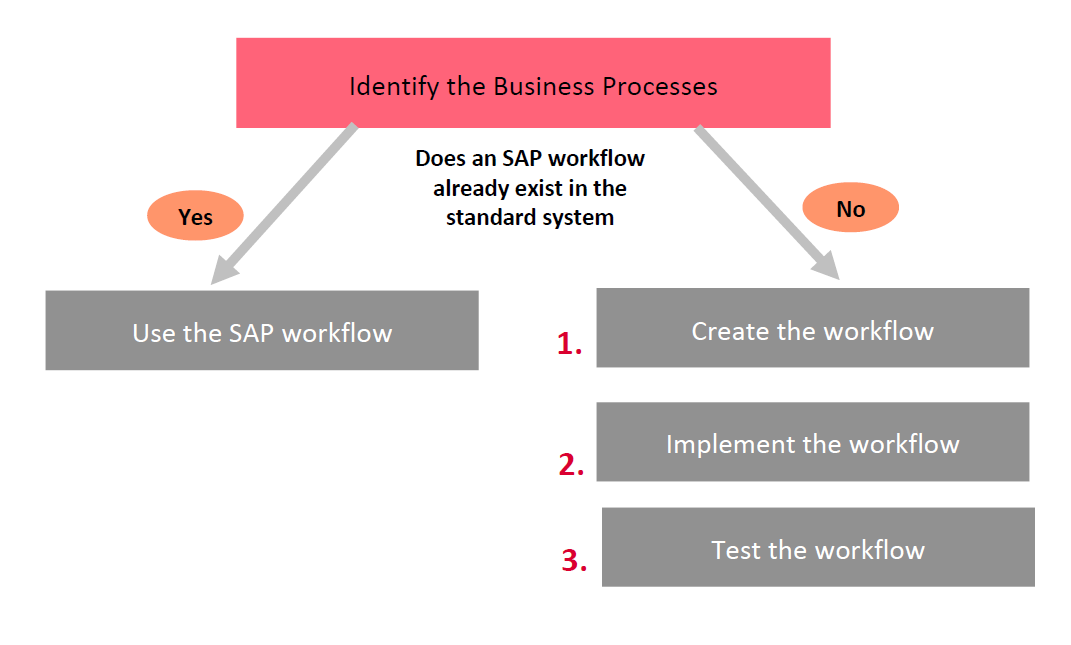 Identify the Business Processes
Does an SAP workflow
already exist in the
standard system
Yes
No
Use the SAP workflow
1.
Create the workflow
2.
Implement the workflow
3.
Test the workflow